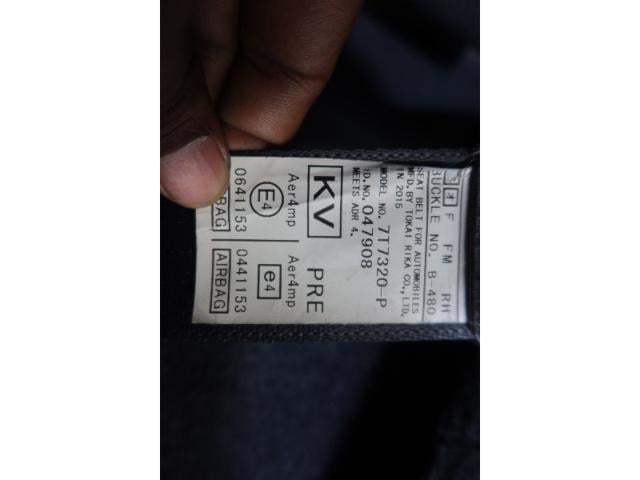 F FM RH
BUCKLE NO. B-480
SEAT BELT FOR AUTOMOBILES
MFD. BY TOKAI RIKA CO., LTD.
IN 2015
MODEL NO. 7T7320-P
ID.NO. 047908
MEETS ADR 4.
KV PRE
Aer4mp Aer4mp
E4 e4
0641153 0441153
BAG AIRBAG